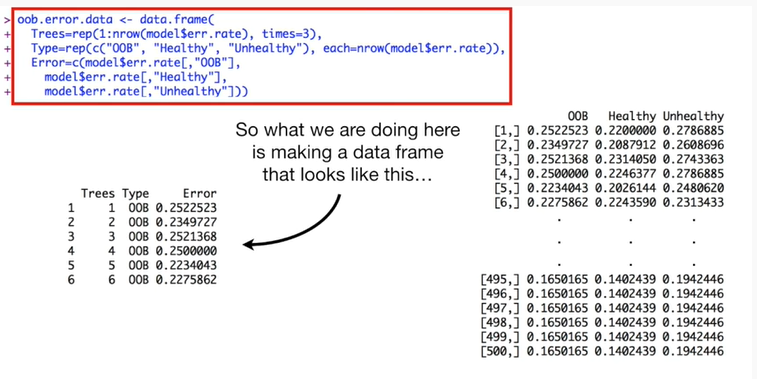 > oob.error.data <- data.frame(
+   Trees=rep(1:nrow(model$err.rate), times=3),
+   Type=rep(c("OOB", "Healthy", "Unhealthy"), each=nrow(model$err.rate)),
+   Error=c(model$err.rate[,"OOB"],
+     model$err.rate[,"Healthy"],
+     model$err.rate[,"Unhealthy"]))
So what we are doing here
is making a data frame
that looks like this...
Trees Type Error
1 1 OOB 0.2522523
2 2 OOB 0.2349727
3 3 OOB 0.2521368
4 4 OOB 0.2500000
5 5 OOB 0.2234043
6 6 OOB 0.2275862
OOB Healthy Unhealthy
[1,] 0.2522523 0.2200000 0.2786885
[2,] 0.2349727 0.2087912 0.2608696
[3,] 0.2521368 0.2314050 0.2743363
[4,] 0.2500000 0.2246377 0.2786885
[5,] 0.2234043 0.2026144 0.2480620
[6,] 0.2275862 0.2243590 0.2313433
. . .
. . .
. . .
[495,] 0.1650165 0.1402439 0.1942446
[496,] 0.1650165 0.1402439 0.1942446
[497,] 0.1650165 0.1402439 0.1942446
[498,] 0.1650165 0.1402439 0.1942446
[499,] 0.1650165 0.1402439 0.1942446
[500,] 0.1650165 0.1402439 0.1942446